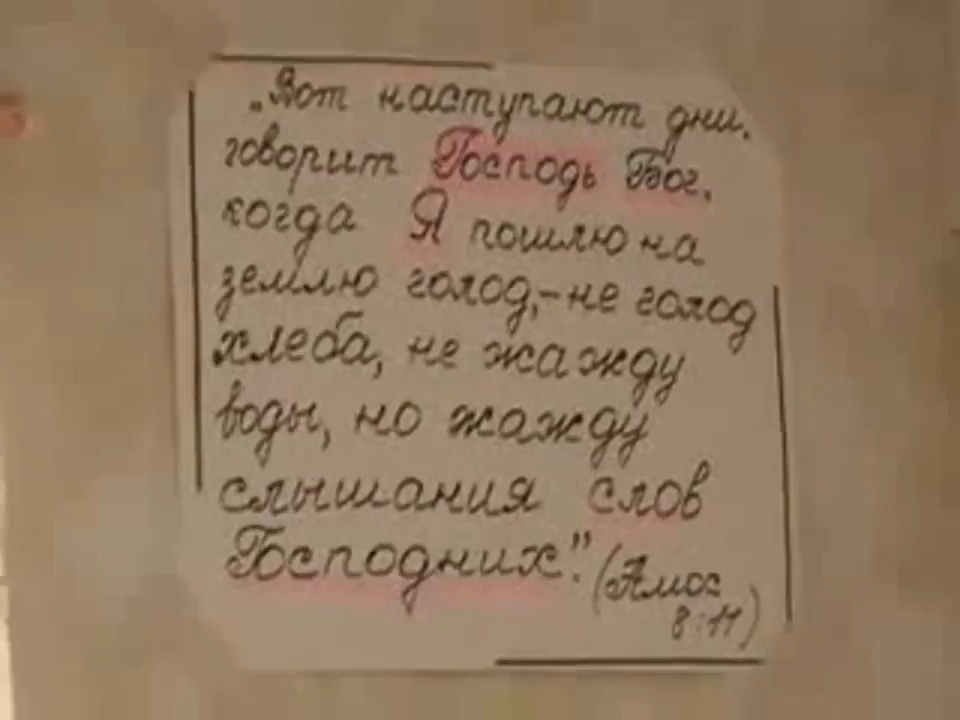 „Вот наступают дни,
говорит Господь Бог,
когда Я пошлю на
землю голод,-не голод
хлеба, не жажду
воды, но жажду
слышания слов
Господних”. (Амос
8:11)